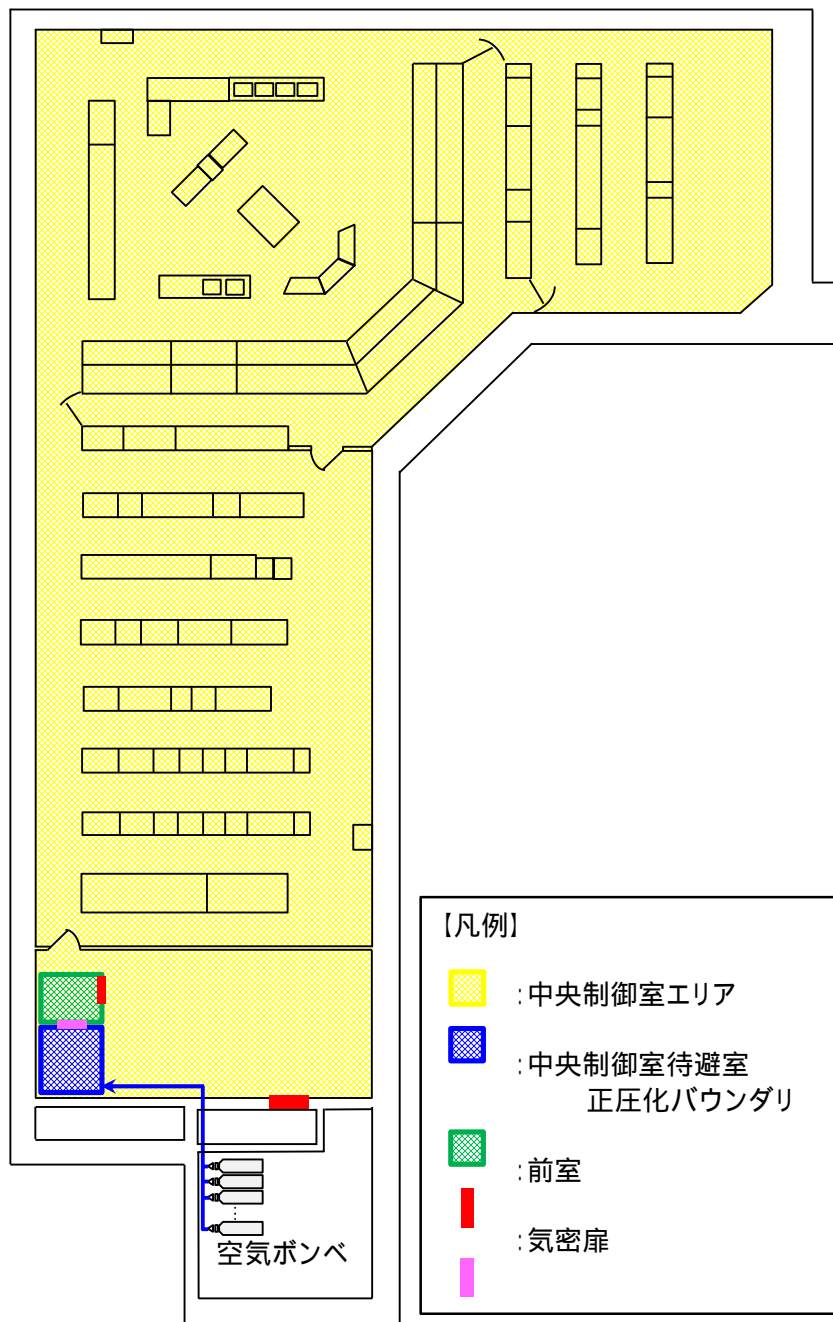 【凡例】
:中央制御室エリア
:中央制御室待避室
正圧化バウンダリ
:前室
:気密扉
空気ボンベ